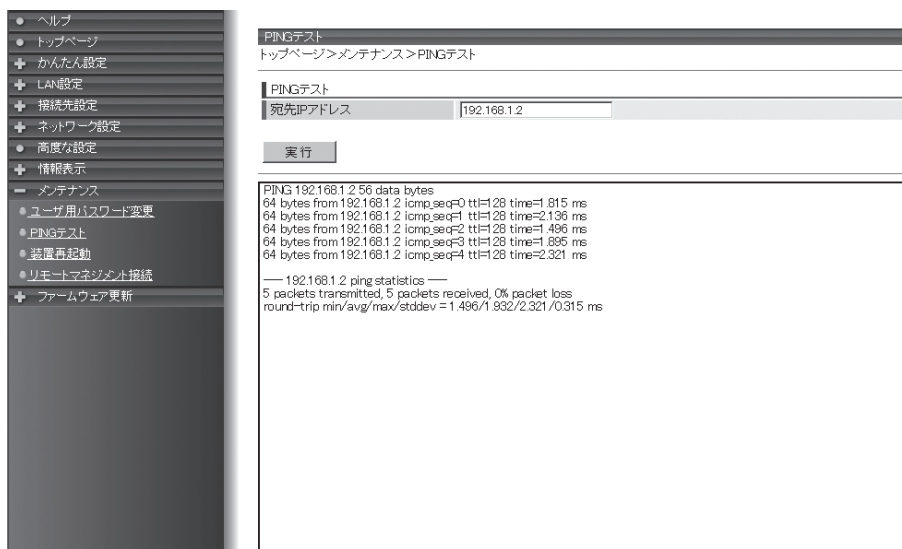 ヘルプ
トップページ
かんたん設定
LAN設定
接続先設定
ネットワーク設定
高度な設定
情報表示
メンテナンス
ユーザ用パスワード変更
PINGテスト
装置再起動
リモートマネジメント接続
ファームウェア更新
PINGテスト
トップページ>メンテナンス>PINGテスト
PINGテスト
宛先IPアドレス 192.168.1.2
実行
PING 192.168.1.2 56 data bytes
64 bytes from 192.168.1.2 icmp_seq=0 ttl=128 time=1.815 ms
64 bytes from 192.168.1.2 icmp_seq=1 ttl=128 time=2.136 ms
64 bytes from 192.168.1.2 icmp_seq=2 ttl=128 time=1.496 ms
64 bytes from 192.168.1.2 icmp_seq=3 ttl=128 time=1.895 ms
64 bytes from 192.168.1.2 icmp_seq=4 ttl=128 time=2.321 ms
--- 192.168.1.2 ping statistics ---
5 packets transmitted, 5 packets received, 0% packet loss
round-trip min/avg/max/stddev = 1.496/1.932/2.321/0.315 ms